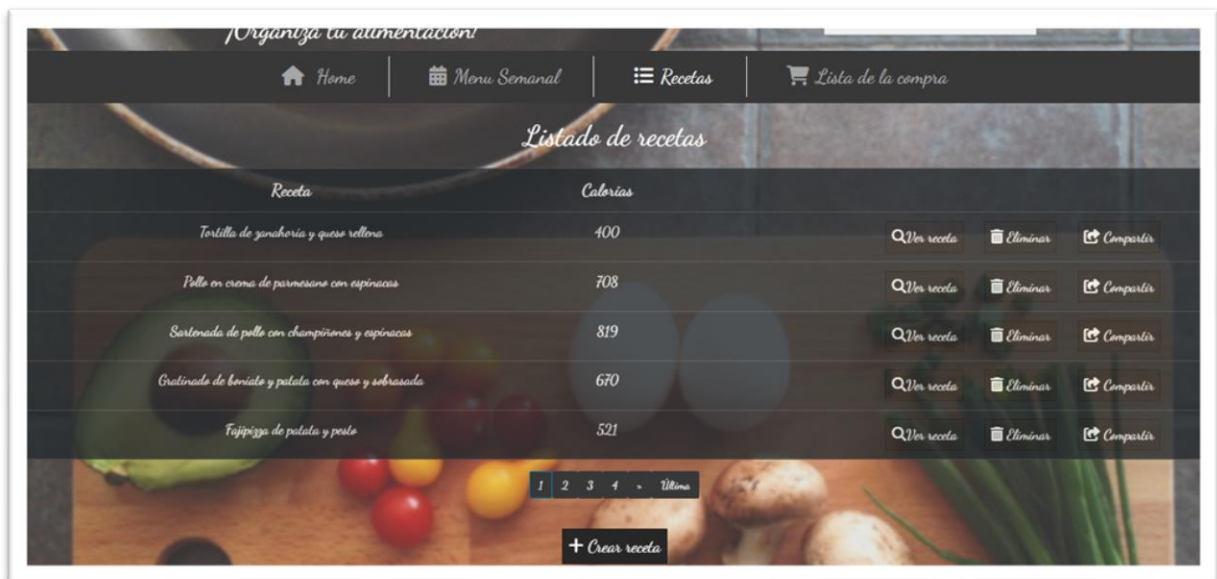 ¡Organiza tu alimentación!
Home Menu Semanal Recetas Lista de la compra
Listado de recetas
Receta Calorías
Tortilla de zanahoria y queso rellena 400 Ver receta Eliminar Compartir
Pollo en crema de parmesano con espinacas 708 Ver receta Eliminar Compartir
Sartenada de pollo con champiñones y espinacas 819 Ver receta Eliminar Compartir
Gratinado de boniato y patata con queso y sobrasada 670 Ver receta Eliminar Compartir
Fajipizza de patata y pesto 521 Ver receta Eliminar Compartir
1 2 3 4 » Última
+ Crear receta